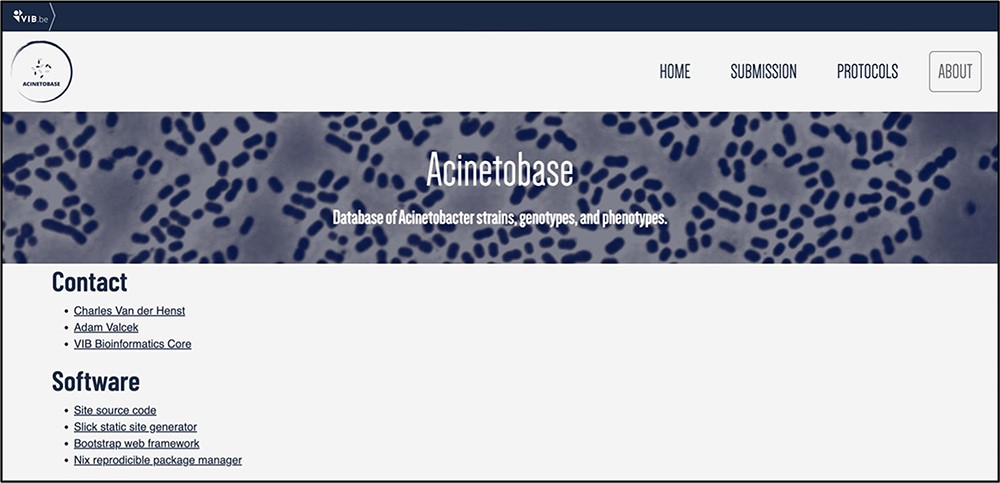 VIB.be
ACINETOBASE
HOME SUBMISSION PROTOCOLS ABOUT
Acinetobase
Database of Acinetobacter strains, genotypes, and phenotypes.
Contact
• Charles Van der Henst
• Adam Valcek
• VIB Bioinformatics Core
Software
• Site source code
• Slick static site generator
• Bootstrap web framework
• Nix reprodicible package manager